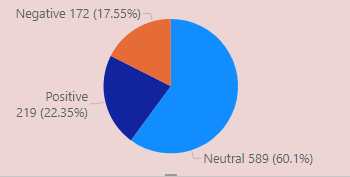 Negative 172 (17.55%)
Positive
219 (22.35%)
Neutral 589 (60.1%)